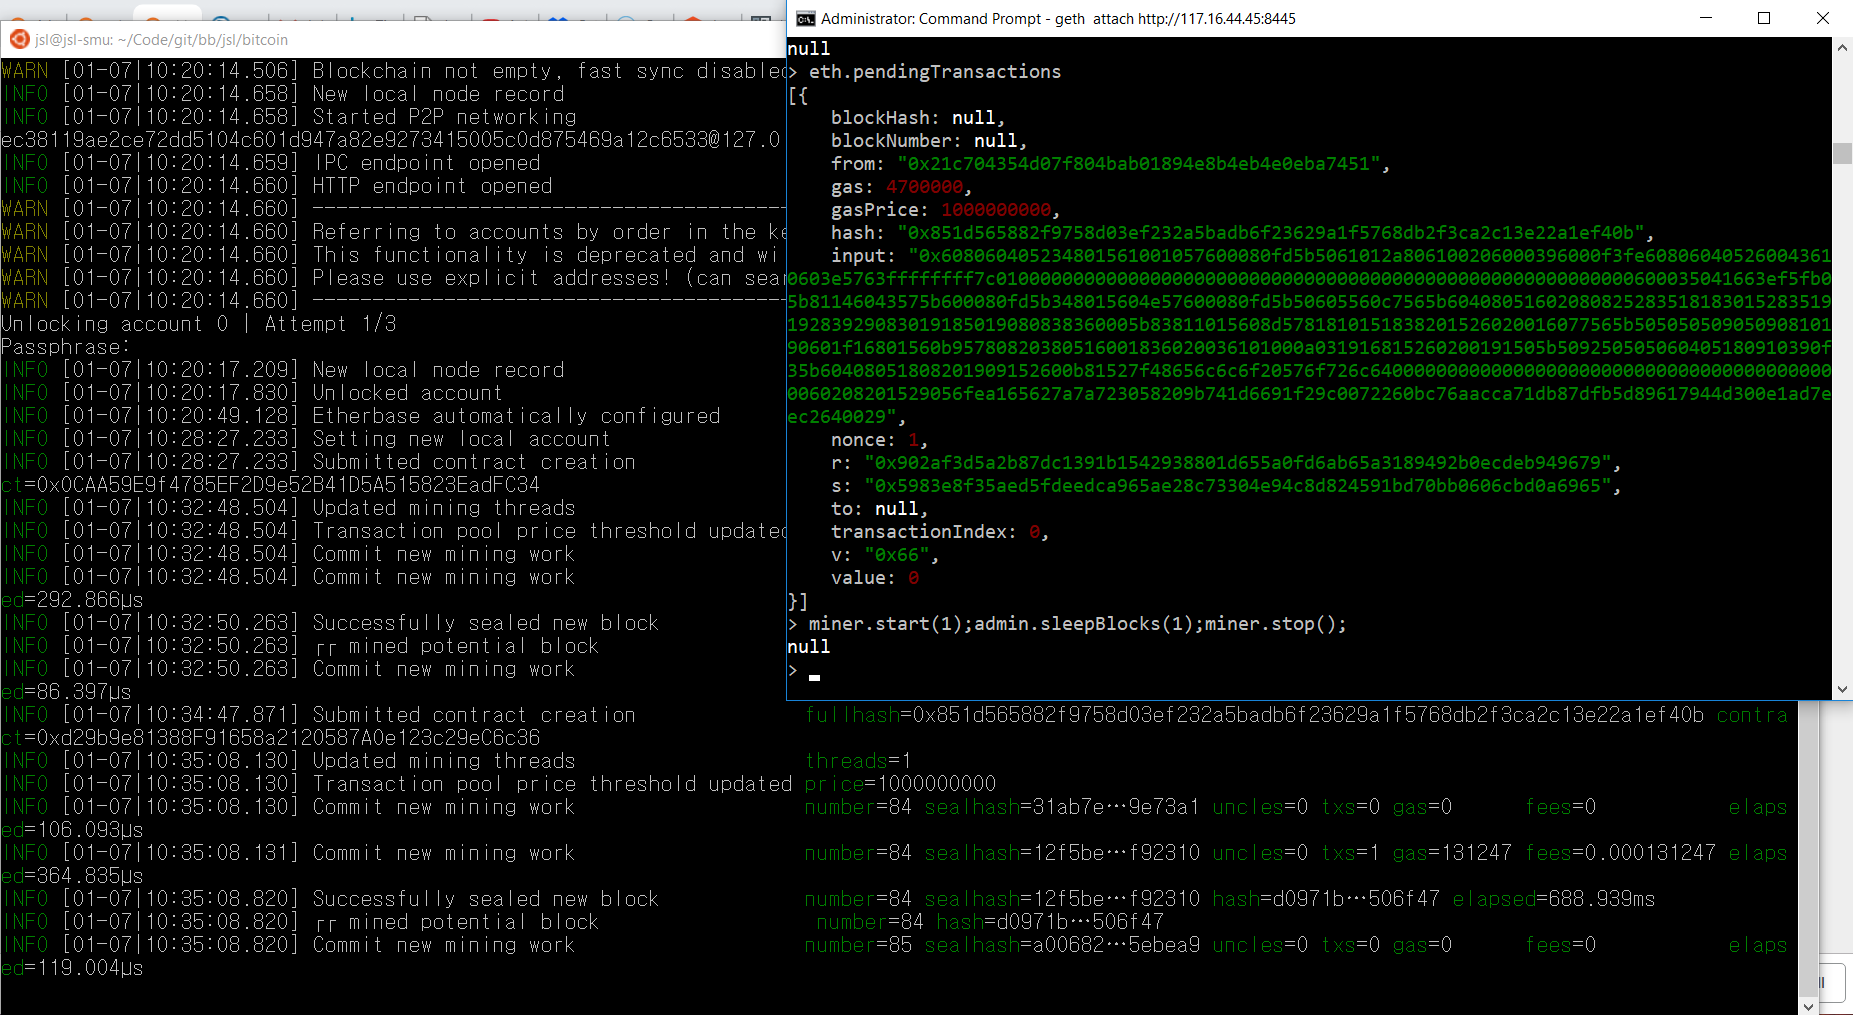 jsl@jsl-smu: ~/Code/git/bb/jsl/bitcoin
WARN [01-07|10:20:14.506] Blockchain not empty, fast sync disabled
INFO [01-07|10:20:14.658] New local node record
INFO [01-07|10:20:14.658] Started P2P networking
ec38119ae2ce72dd5104c601d947a82e9273415005c0d875469a12c6533@127.0
INFO [01-07|10:20:14.659] IPC endpoint opened
INFO [01-07|10:20:14.660] HTTP endpoint opened
WARN [01-07|10:20:14.660] ----------------------------------------
WARN [01-07|10:20:14.660] Referring to accounts by order in the ke
WARN [01-07|10:20:14.660] This functionality is deprecated and wi
WARN [01-07|10:20:14.660] Please use explicit addresses! (can sear
WARN [01-07|10:20:14.660] ----------------------------------------
Unlocking account 0 | Attempt 1/3
Passphrase:
INFO [01-07|10:20:17.209] New local node record
INFO [01-07|10:20:17.830] Unlocked account
INFO [01-07|10:20:49.128] Etherbase automatically configured
INFO [01-07|10:28:27.233] Setting new local account
INFO [01-07|10:28:27.233] Submitted contract creation
ct=0x0CAA59E9f4785EF2D9e52B41D5A515823EadFC34
INFO [01-07|10:32:48.504] Updated mining threads
INFO [01-07|10:32:48.504] Transaction pool price threshold updated
INFO [01-07|10:32:48.504] Commit new mining work
INFO [01-07|10:32:48.504] Commit new mining work
ed=292.866µs
INFO [01-07|10:32:50.263] Successfully sealed new block
INFO [01-07|10:32:50.263] ┌┌ mined potential block
INFO [01-07|10:32:50.263] Commit new mining work
ed=86.397µs
INFO [01-07|10:34:47.871] Submitted contract creation fullhash=0x851d565882f9758d03ef232a5badb6f23629a1f5768db2f3ca2c13e22a1ef40b contra
ct=0xd29b9e81388F91658a2120587A0e123c29eC6c36
INFO [01-07|10:35:08.130] Updated mining threads threads=1
INFO [01-07|10:35:08.130] Transaction pool price threshold updated price=1000000000
INFO [01-07|10:35:08.130] Commit new mining work number=84 sealhash=31ab7e…9e73a1 uncles=0 txs=0 gas=0 fees=0 elaps
ed=106.093µs
INFO [01-07|10:35:08.131] Commit new mining work number=84 sealhash=12f5be…f92310 uncles=0 txs=1 gas=131247 fees=0.000131247 elaps
ed=364.835µs
INFO [01-07|10:35:08.820] Successfully sealed new block number=84 sealhash=12f5be…f92310 hash=d0971b…506f47 elapsed=688.939ms
INFO [01-07|10:35:08.820] ┌┌ mined potential block number=84 hash=d0971b…506f47
INFO [01-07|10:35:08.820] Commit new mining work number=85 sealhash=a00682…5ebea9 uncles=0 txs=0 gas=0 fees=0 elaps
ed=119.004µs
Administrator: Command Prompt - geth attach http://117.16.44.45:8445
null
> eth.pendingTransactions
[{
blockHash: null,
blockNumber: null,
from: "0x21c704354d07f804bab01894e8b4eb4e0eba7451",
gas: 4700000,
gasPrice: 1000000000,
hash: "0x851d565882f9758d03ef232a5badb6f23629a1f5768db2f3ca2c13e22a1ef40b",
input: "0x608060405234801561001057600080fd5b5061012a806100206000396000f3fe608060405260043610
603e5763ffffffff7c010000000000000000000000000000000000000000000000000000000060003504163ef5fb0
5b81146043575b600080fd5b348015604e57600080fd5b50605560c7565b604080516020808252835181830152835191
928392908301918501908083836000​5b83811015608d578181015183820152602001607756​5b50505050905090810190
601f16801560b95780820380516001836020036101000a031916815260200191505b509250505060405180910390f
35b60408051808201909152600b81527f48656c6c6f20576f726c64000000000000000000000000000000000000000000
0060208201529056fea165627a7a723058209b741d6691f29c0072260bc76aacca71db87dfb5d89617944d300e1ad7e
ec2640029",
nonce: 1,
r: "0x902af3d5a2b87dc1391b1542938801d655a0fd6ab65a3189492b0ecdeb949679",
s: "0x5983e8f35aed5fdeedca965ae28c73304e94c8d824591bd70bb0606cbd0a6965",
to: null,
transactionIndex: 0,
v: "0x66",
value: 0
}]
> miner.start(1);admin.sleepBlocks(1);miner.stop();
null
>